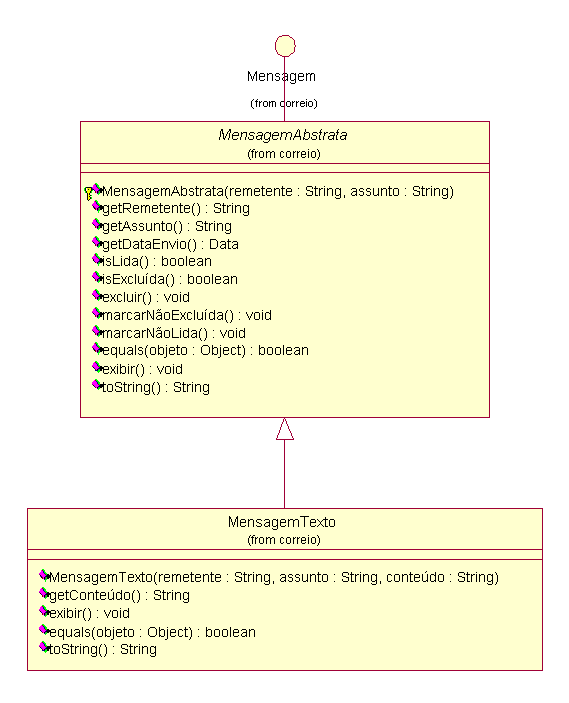 Mensagem
(from correio)
MensagemAbstrata
(from correio)
MensagemAbstrata(remetente : String, assunto : String)
getRemetente() : String
getAssunto() : String
getDataEnvio() : Data
isLida() : boolean
isExcluída() : boolean
excluir() : void
marcarNãoExcluída() : void
marcarNãoLida() : void
equals(objeto : Object) : boolean
exibir() : void
toString() : String
MensagemTexto
(from correio)
MensagemTexto(remetente : String, assunto : String, conteúdo : String)
getConteúdo() : String
exibir() : void
equals(objeto : Object) : boolean
toString() : String